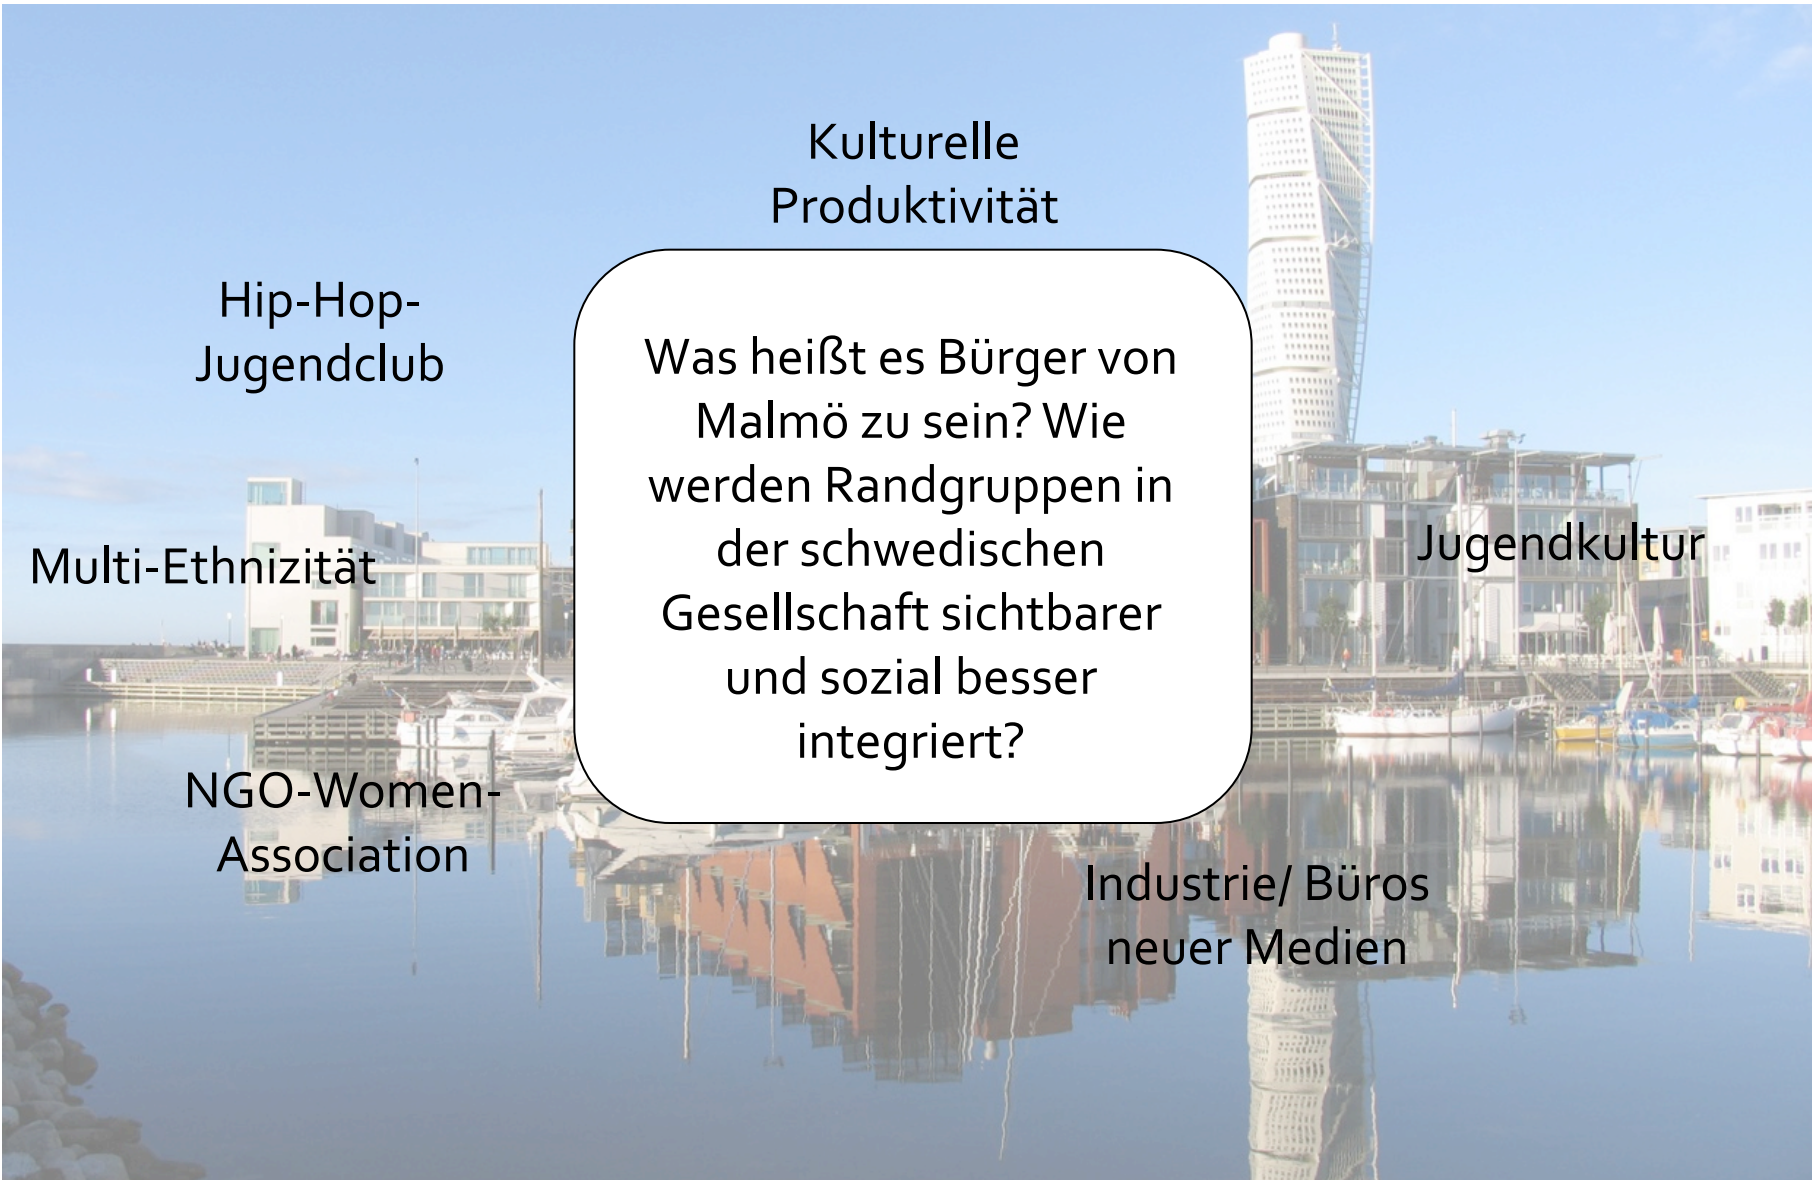 Kulturelle
Produktivität
Hip-Hop-
Jugendclub
Was heißt es Bürger von
Malmö zu sein? Wie
werden Randgruppen in
der schwedischen
Gesellschaft sichtbarer
und sozial besser
integriert?
Multi-Ethnizität
Jugendkultur
NGO-Women-
Association
Industrie/ Büros
neuer Medien